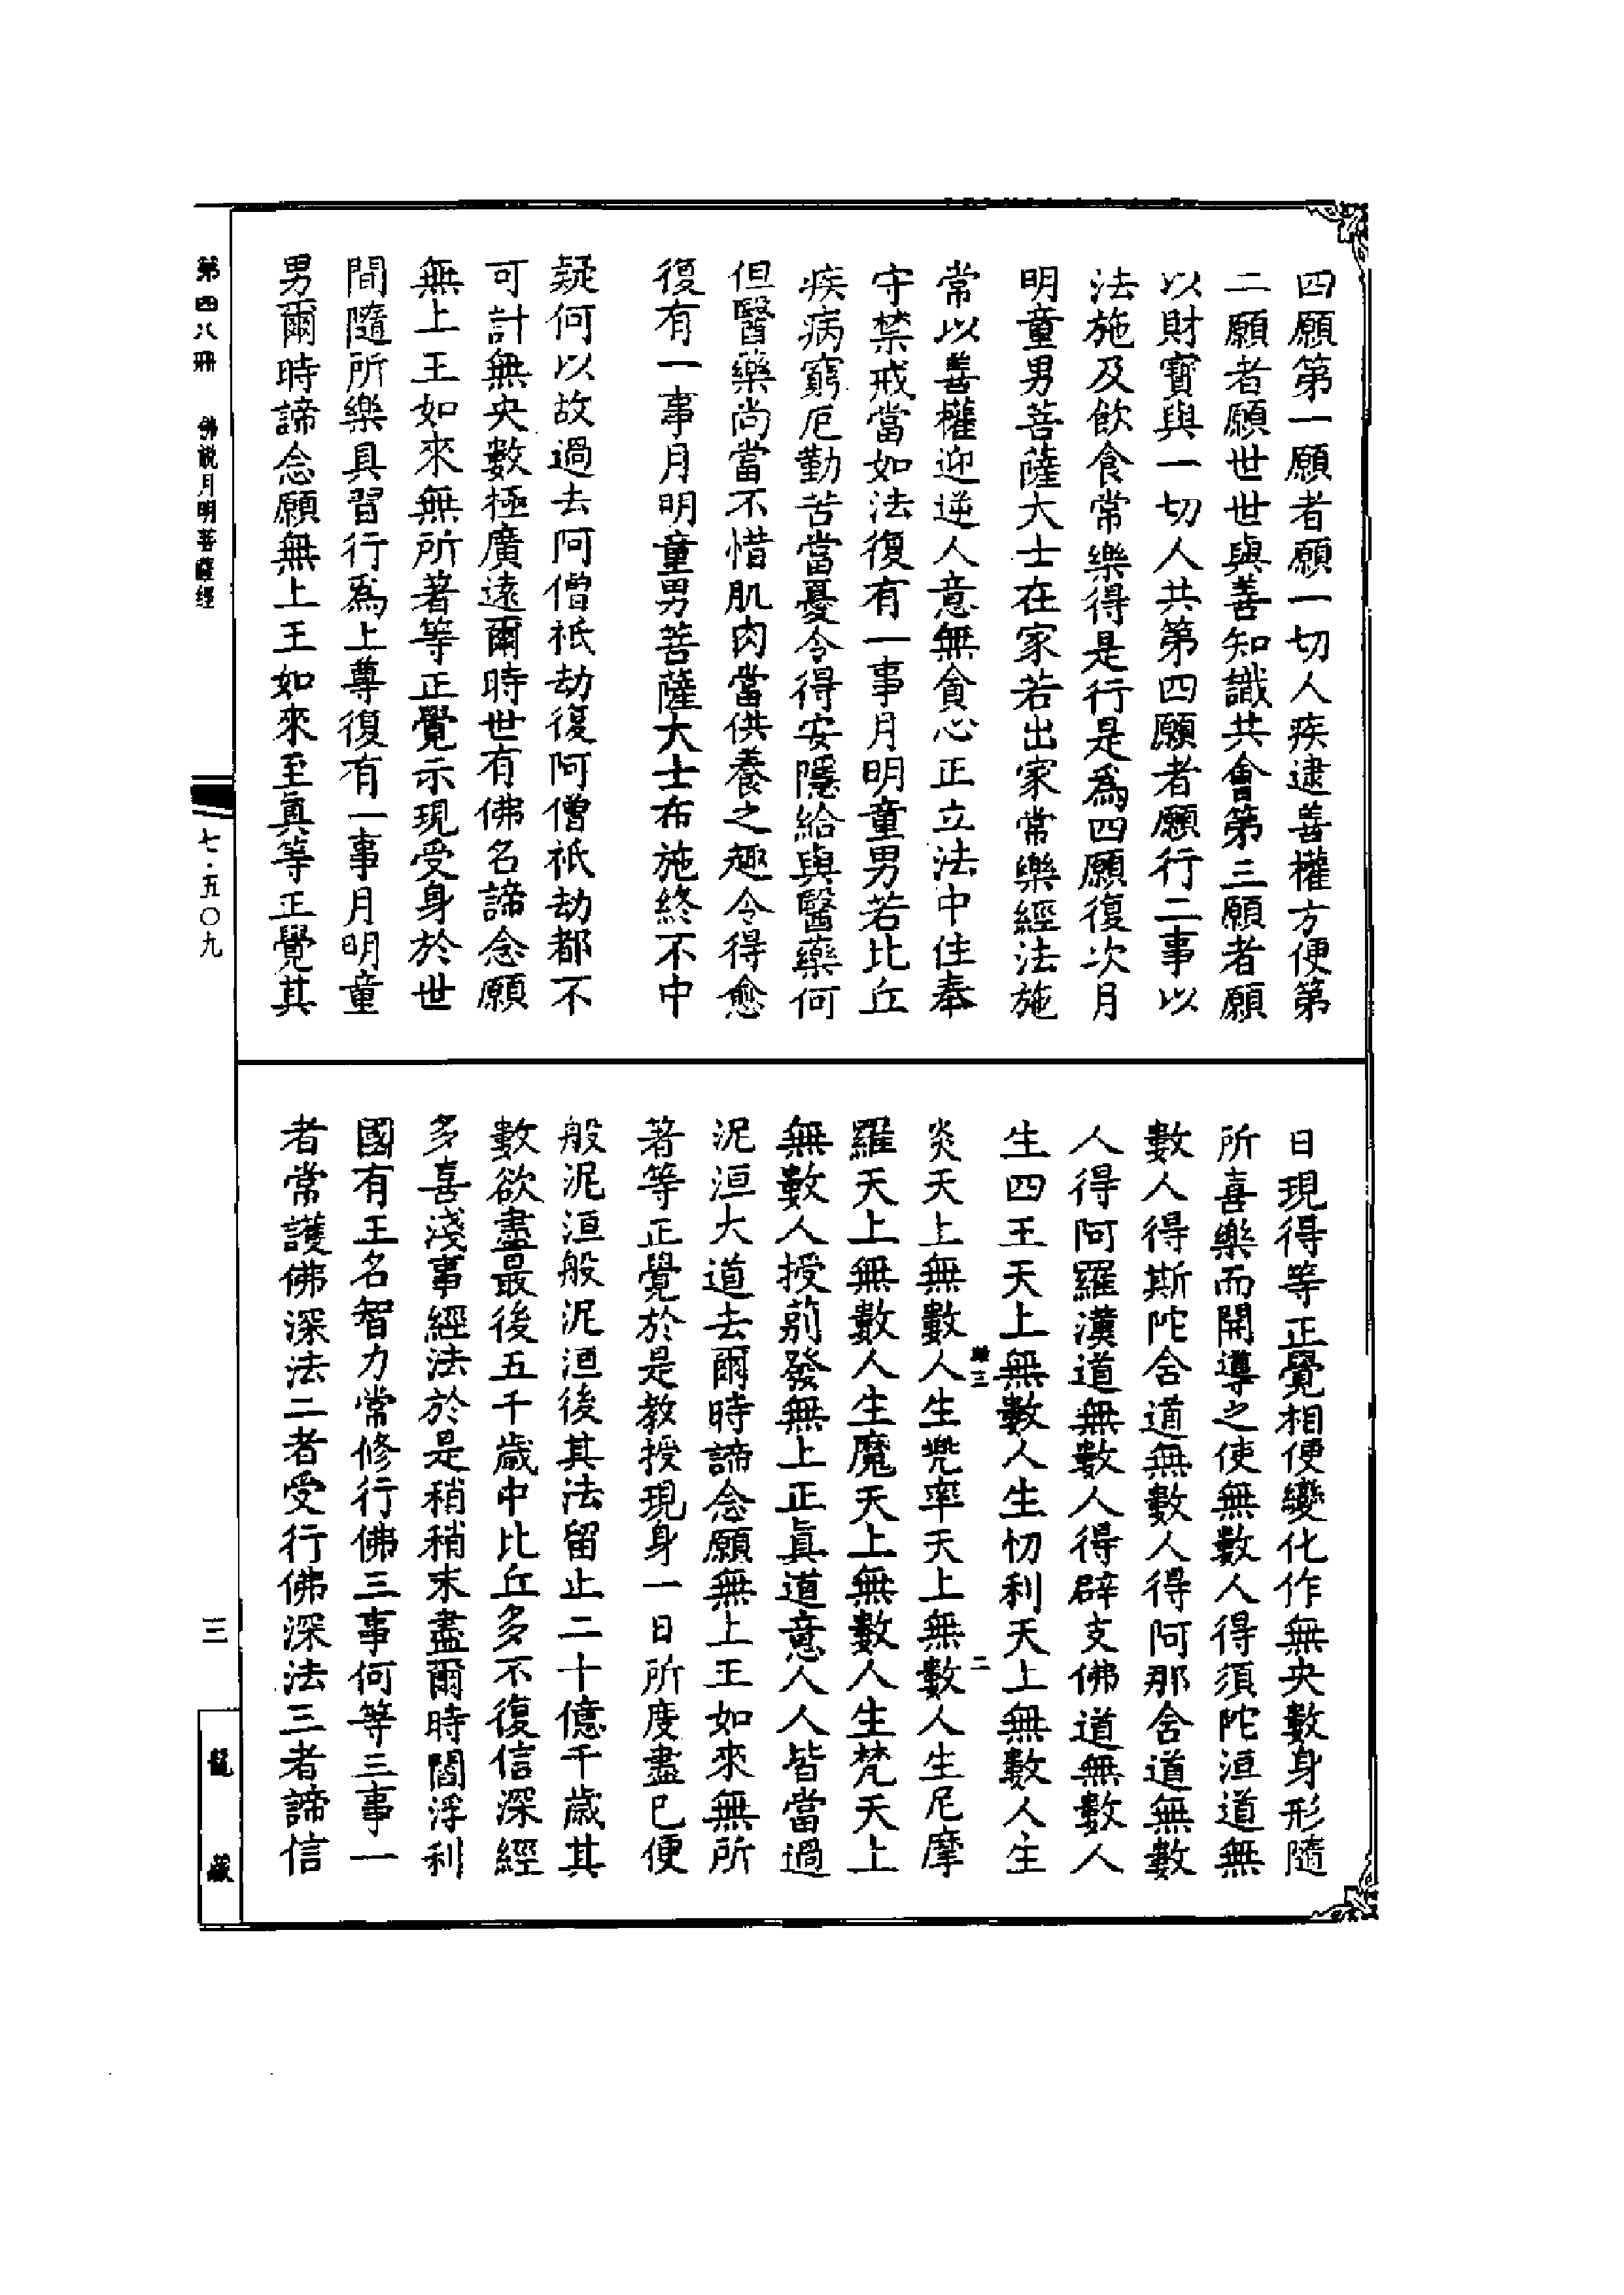 四願第一願者願一切人疾逮善權方便第
二願者願世世與善知識共會第三願者願
以財寶與一切人共第四願者願行二事以
法施及飲食常樂得是行是爲四願復次月
明童男菩薩大士在家若出家常樂經法施
常以善權迎逆人意無貪心正立法中住奉
守禁戒當如法復有一事月明童男若比丘
疾病窮厄勤苦當憂令得安隱給與醫藥何
但醫藥尚當不惜肌肉當供養之趣令得愈
復有一事月明童男菩薩大士布施終不中
疑何以故過去阿僧祇劫復阿僧祇劫都不
可計無央數極廣遠爾時世有佛名諦念願
無上王如來無所著等正覺示現受身於世
間隨所樂具習行爲上尊復有一事月明童
男爾時諦念願無上王如來至真等正覺其
日現得等正覺相便變化作無央數身形隨
所喜樂而開導之使無數人得須陀洹道無
數人得斯陀含道無數人得阿那含道無數
人得阿羅漢道無數人得辟支佛道無數人
生四王天上無數人生忉利天上無數人生
炎天上無數人生兜率天上無數人生尼摩
羅天上無數人生魔天上無數人生梵天上
無數人授莂發無上正真道意人人皆當過
泥洹大道去爾時諦念願無上王如來無所
著等正覺於是教授現身一日所度盡已便
般泥洹般泥洹後其法留止二十億千歲其
數欲盡最後五千歲中比丘多不復信深經
多喜淺事經法於是稍稍末盡爾時閻浮利
國有王名智力常修行佛三事何等三事一
者常護佛深法二者受行佛深法三者諦信
二
第四八冊 佛說月明菩薩經
七·五〇九
三
龍藏